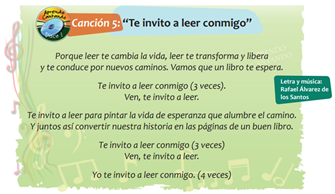 Aprendo Cantando
Disco 1
Canción 5: “Te invito a leer conmigo”
Porque leer te cambia la vida, leer te transforma y libera
y te conduce por nuevos caminos. Vamos que un libro te espera.
Te invito a leer conmigo (3 veces).
Ven, te invito a leer.
Letra y música:
Rafael Álvarez de
los Santos
Te invito a leer para pintar la vida de esperanza que alumbre el camino.
Y juntos así convertir nuestra historia en las páginas de un buen libro.
Te invito a leer conmigo (3 veces)
Ven, te invito a leer.
Yo te invito a leer conmigo. (4 veces)